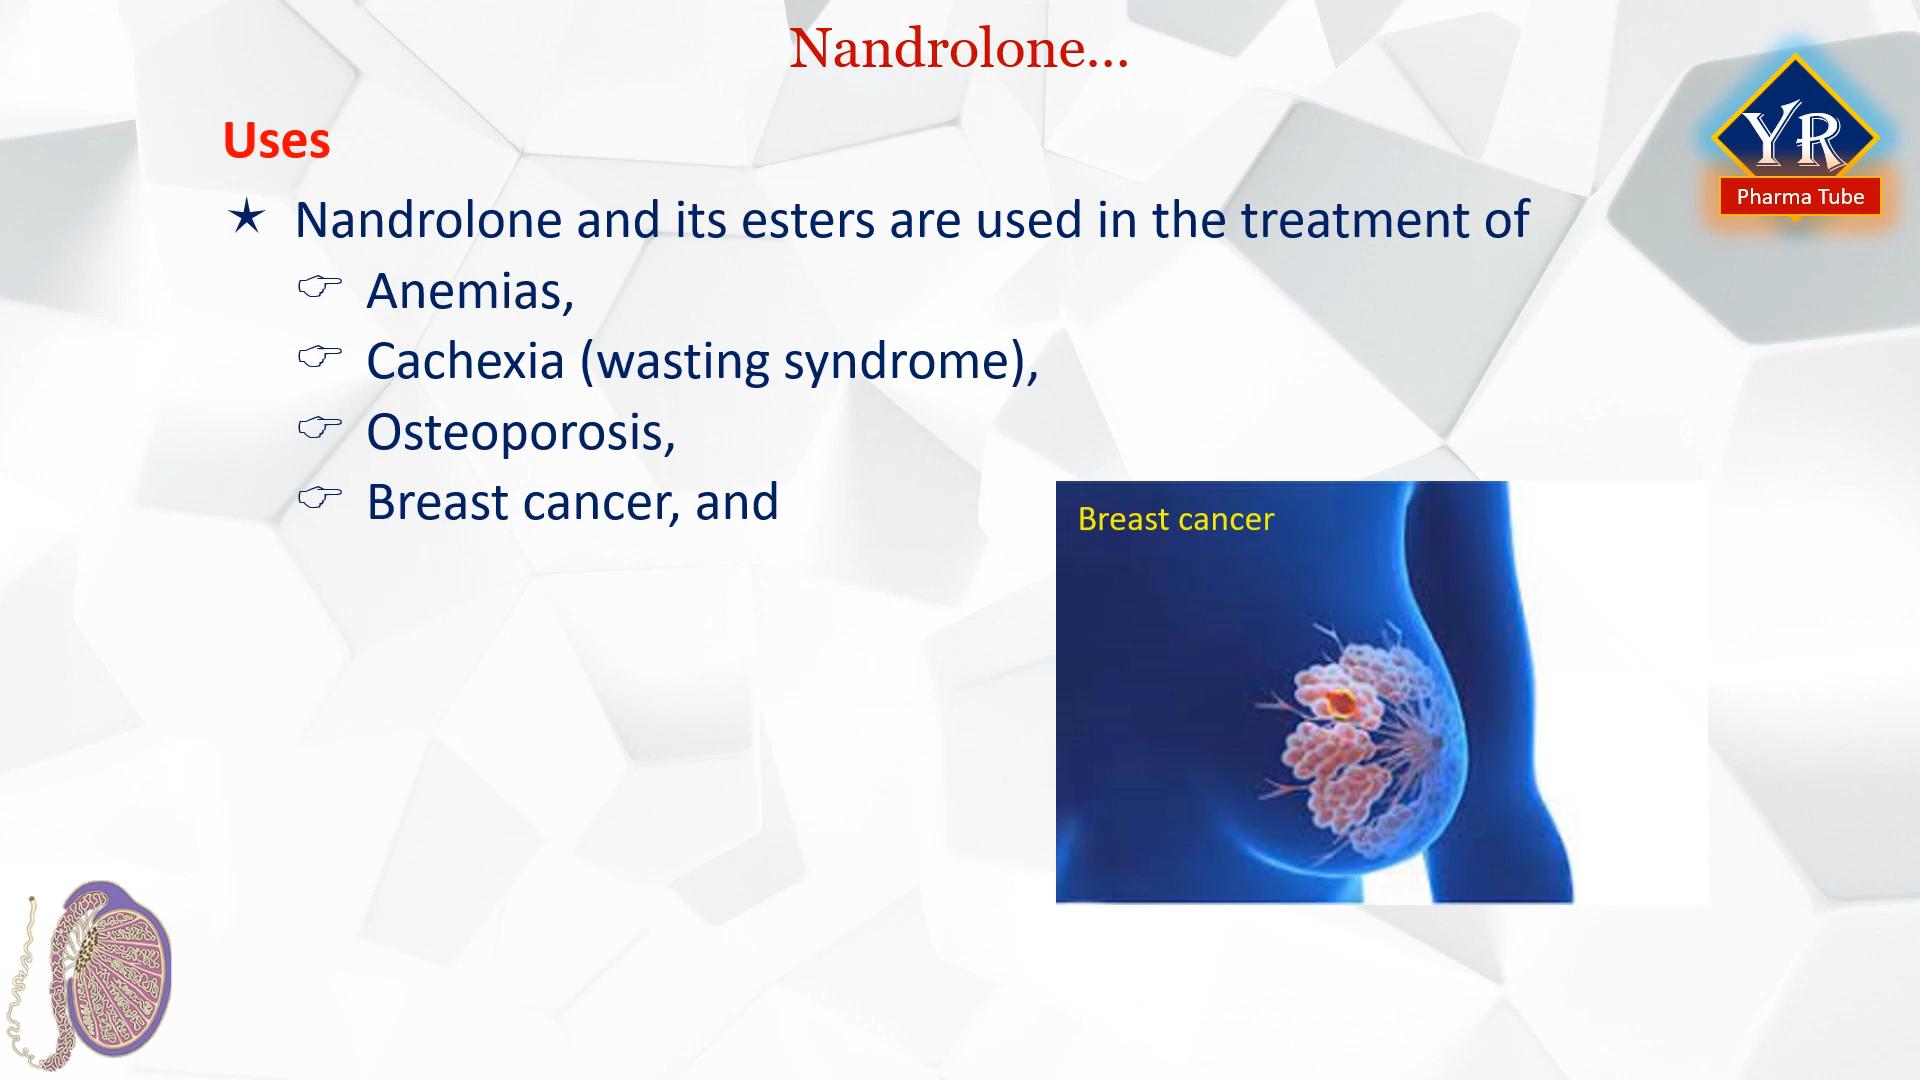 Nandrolone...
Uses
★ Nandrolone and its esters are used in the treatment of
☞ Anemias,
☞ Cachexia (wasting syndrome),
☞ Osteoporosis,
☞ Breast cancer, and
Breast cancer
YR
Pharma Tube